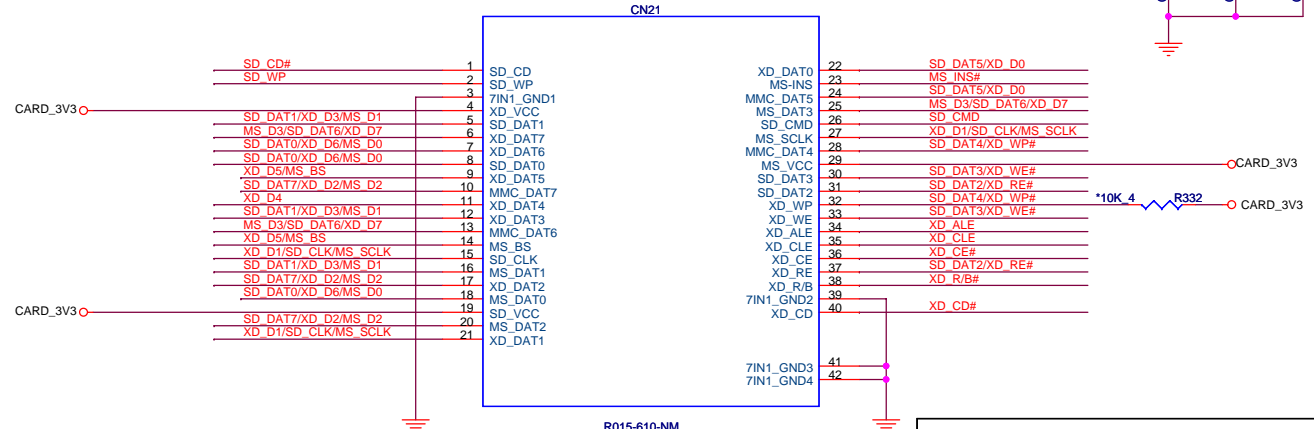 CN21
SD_CD# 1 SD_CD
SD_WP 2 SD_WP
3 7IN1_GND1
CARD_3V3 4 XD_VCC
SD_DAT1/XD_D3/MS_D1 5 SD_DAT1
MS_D3/SD_DAT6/XD_D7 6 XD_DAT7
SD_DAT0/XD_D6/MS_D0 7 XD_DAT6
SD_DAT0/XD_D6/MS_D0 8 SD_DAT0
XD_D5/MS_BS 9 XD_DAT5
SD_DAT7/XD_D2/MS_D2 10 MMC_DAT7
XD_D4 11 XD_DAT4
SD_DAT1/XD_D3/MS_D1 12 XD_DAT3
MS_D3/SD_DAT6/XD_D7 13 MMC_DAT6
XD_D5/MS_BS 14 MS_BS
XD_D1/SD_CLK/MS_SCLK 15 SD_CLK
SD_DAT1/XD_D3/MS_D1 16 MS_DAT1
SD_DAT7/XD_D2/MS_D2 17 XD_DAT2
SD_DAT0/XD_D6/MS_D0 18 MS_DAT0
CARD_3V3 19 SD_VCC
SD_DAT7/XD_D2/MS_D2 20 MS_DAT2
XD_D1/SD_CLK/MS_SCLK 21 XD_DAT1
XD_DAT0 22 SD_DAT5/XD_D0
MS-INS 23 MS_INS#
MMC_DAT5 24 SD_DAT5/XD_D0
MS_DAT3 25 MS_D3/SD_DAT6/XD_D7
SD_CMD 26 SD_CMD
MS_SCLK 27 XD_D1/SD_CLK/MS_SCLK
MMC_DAT4 28 SD_DAT4/XD_WP#
MS_VCC 29 CARD_3V3
SD_DAT3 30 SD_DAT3/XD_WE#
SD_DAT2 31 SD_DAT2/XD_RE#
XD_WP 32 SD_DAT4/XD_WP# *10K_4 R332 CARD_3V3
XD_WE 33 SD_DAT3/XD_WE#
XD_ALE 34 XD_ALE
XD_CLE 35 XD_CLE
XD_CE 36 XD_CE#
XD_RE 37 SD_DAT2/XD_RE#
XD_R/B 38 XD_R/B#
7IN1_GND2 39
XD_CD 40 XD_CD#
7IN1_GND3 41
7IN1_GND4 42
R015-610-NM